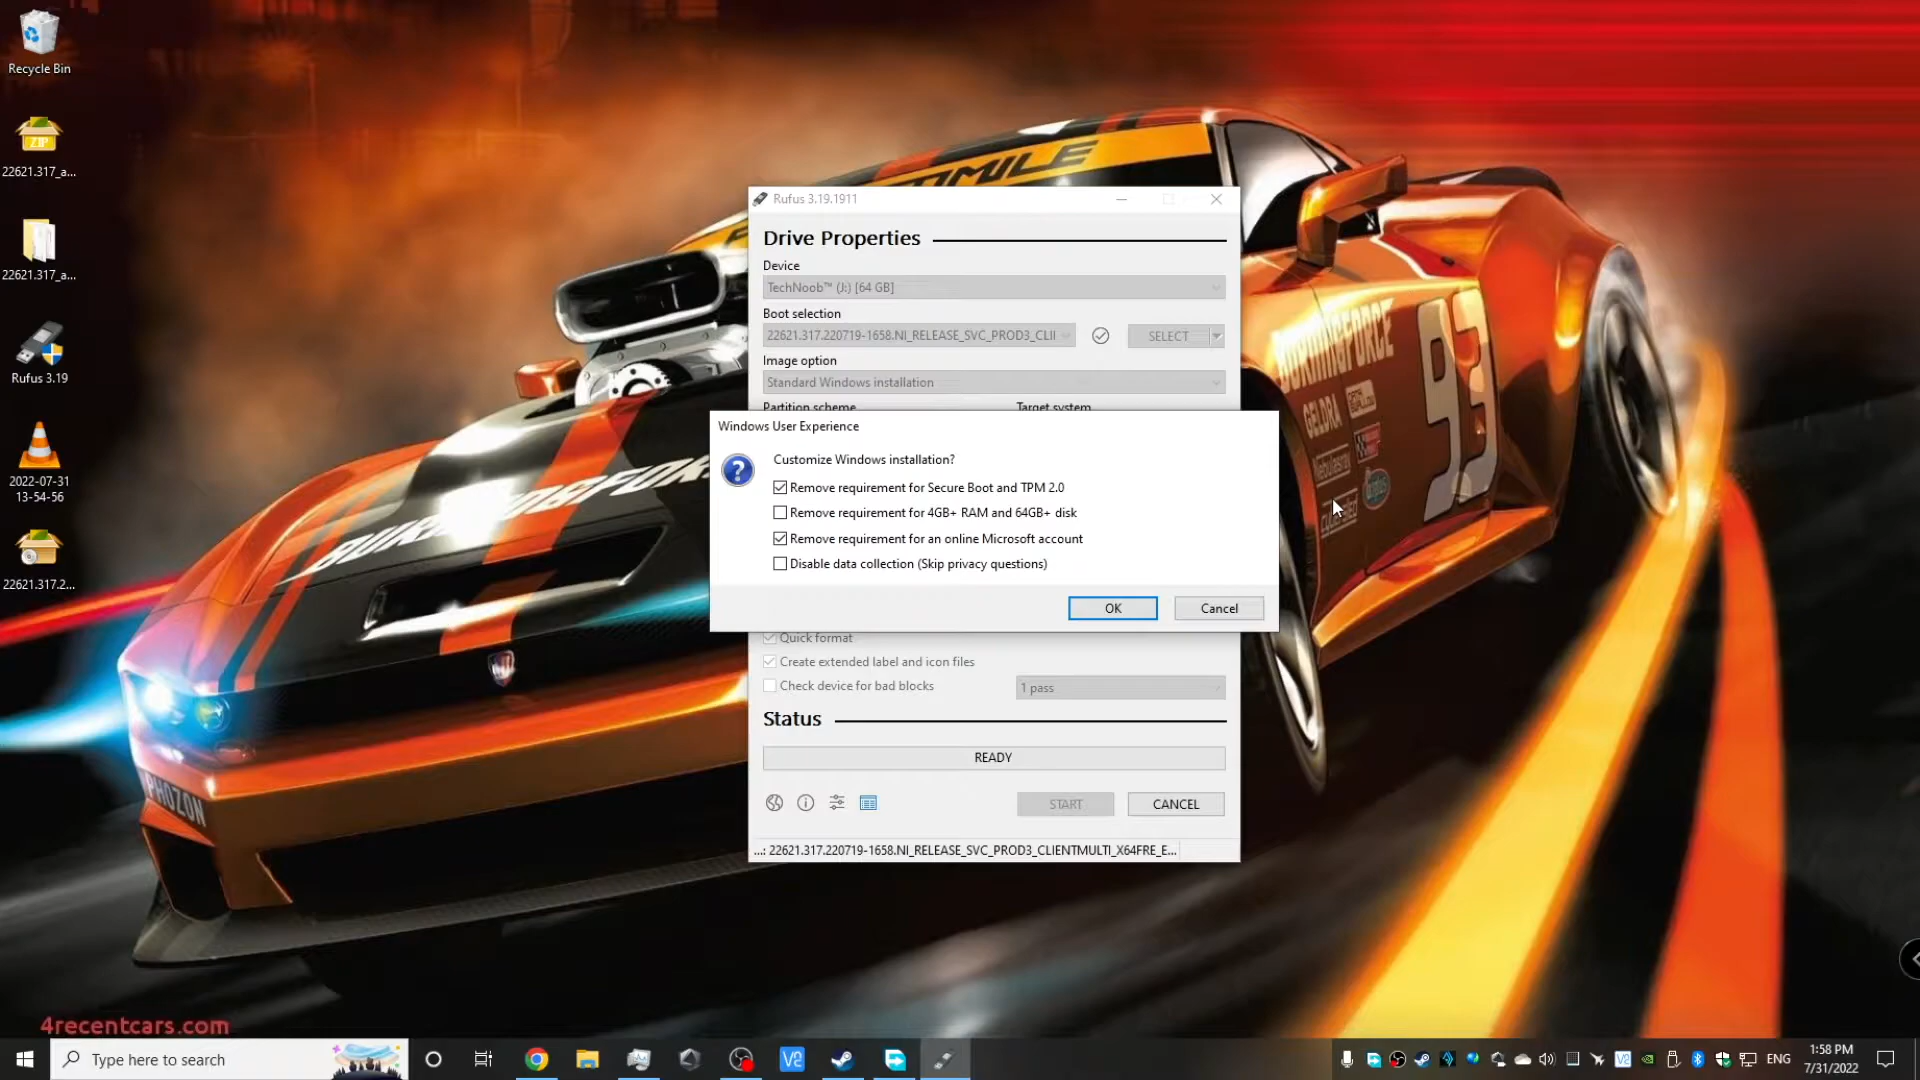 Recycle Bin
22621.317_a...
22621.317_a...
Rufus 3.19
2022-07-31
13-54-56
22621.317.2...
Rufus 3.19.1911
Drive Properties
Device
TechNoob™ (J:) [64 GB]
Boot selection
22621.317.220719-1658.NI_RELEASE_SVC_PROD3_CLI
SELECT
Image option
Standard Windows installation
Partition scheme
Target system
Windows User Experience
Customize Windows installation?
Remove requirement for Secure Boot and TPM 2.0
Remove requirement for 4GB+ RAM and 64GB+ disk
Remove requirement for an online Microsoft account
Disable data collection (Skip privacy questions)
OK
Cancel
Quick format
Create extended label and icon files
Check device for bad blocks
1 pass
Status
READY
START
CANCEL
...: 22621.317.220719-1658.NI_RELEASE_SVC_PROD3_CLIENTMULTI_X64FRE_E...
GELDRA
93
PHOZON
4recentcars.com
Type here to search
ENG
1:58 PM
7/31/2022